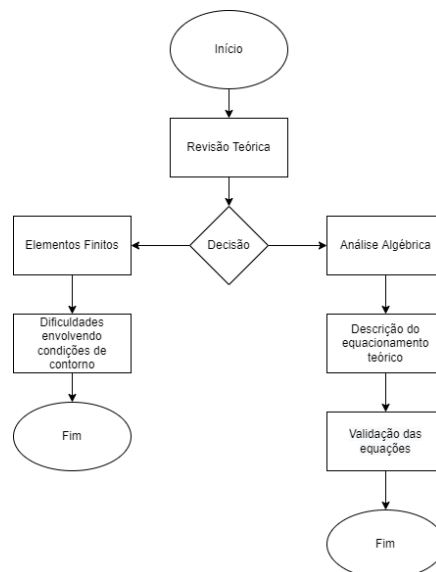 Início
Revisão Teórica
Elementos Finitos
Decisão
Análise Algébrica
Dificuldades
envolvendo
condições de
contorno
Descrição do
equacionamento
teórico
Fim
Validação das
equações
Fim